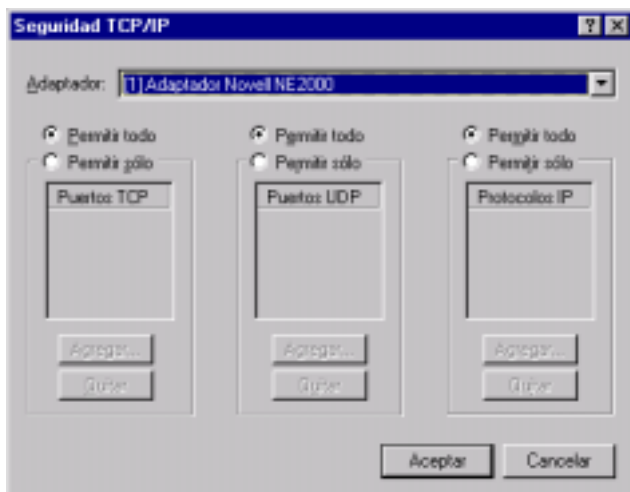 Seguridad TCP/IP
Adaptador: [1] Adaptador Novell NE2000
Permitir todo
Permitir sólo
Puertos TCP
Agregar...
Quitar
Permitir todo
Permitir sólo
Puertos UDP
Agregar...
Quitar
Permitir todo
Permitir sólo
Protocolos IP
Agregar...
Quitar
Aceptar Cancelar